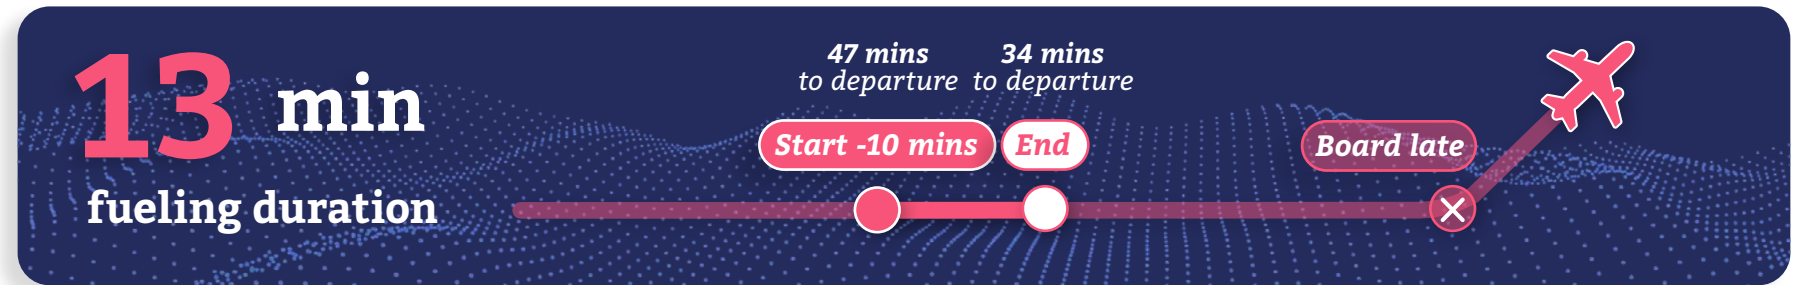 13 min
fueling duration
47 mins
to departure
34 mins
to departure
Start -10 mins
End
Board late